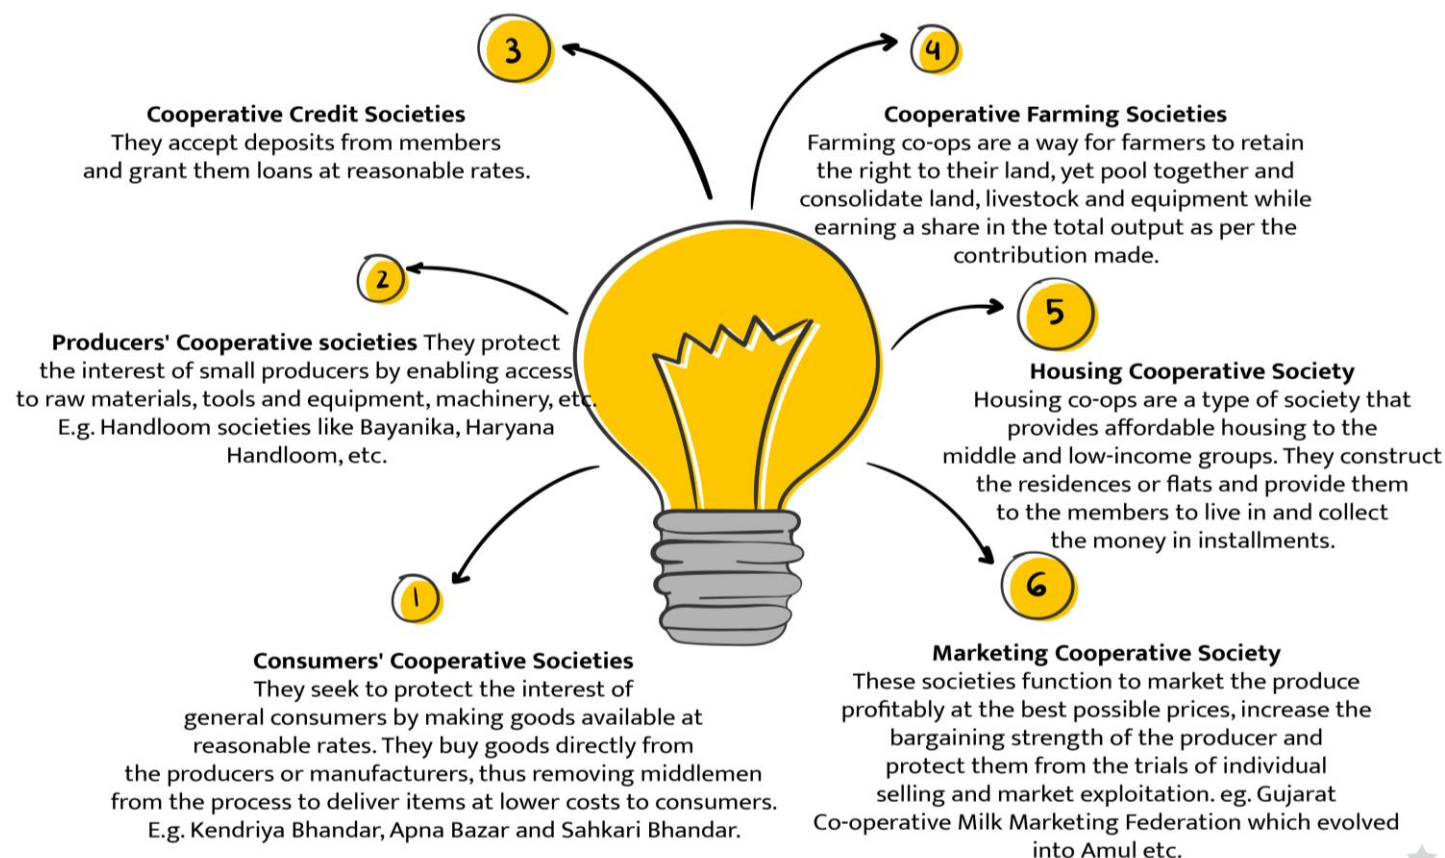 3
Cooperative Credit Societies
They accept deposits from members
and grant them loans at reasonable rates.
4
Cooperative Farming Societies
Farming co-ops are a way for farmers to retain
the right to their land, yet pool together and
consolidate land, livestock and equipment while
earning a share in the total output as per the
contribution made.
2
Producers' Cooperative societies They protect
the interest of small producers by enabling access
to raw materials, tools and equipment, machinery, etc.
E.g. Handloom societies like Bayanika, Haryana
Handloom, etc.
5
Housing Cooperative Society
Housing co-ops are a type of society that
provides affordable housing to the
middle and low-income groups. They construct
the residences or flats and provide them
to the members to live in and collect
the money in installments.
1
Consumers' Cooperative Societies
They seek to protect the interest of
general consumers by making goods available at
reasonable rates. They buy goods directly from
the producers or manufacturers, thus removing middlemen
from the process to deliver items at lower costs to consumers.
E.g. Kendriya Bhandar, Apna Bazar and Sahkari Bhandar.
6
Marketing Cooperative Society
These societies function to market the produce
profitably at the best possible prices, increase the
bargaining strength of the producer and
protect them from the trials of individual
selling and market exploitation. eg. Gujarat
Co-operative Milk Marketing Federation which evolved
into Amul etc.